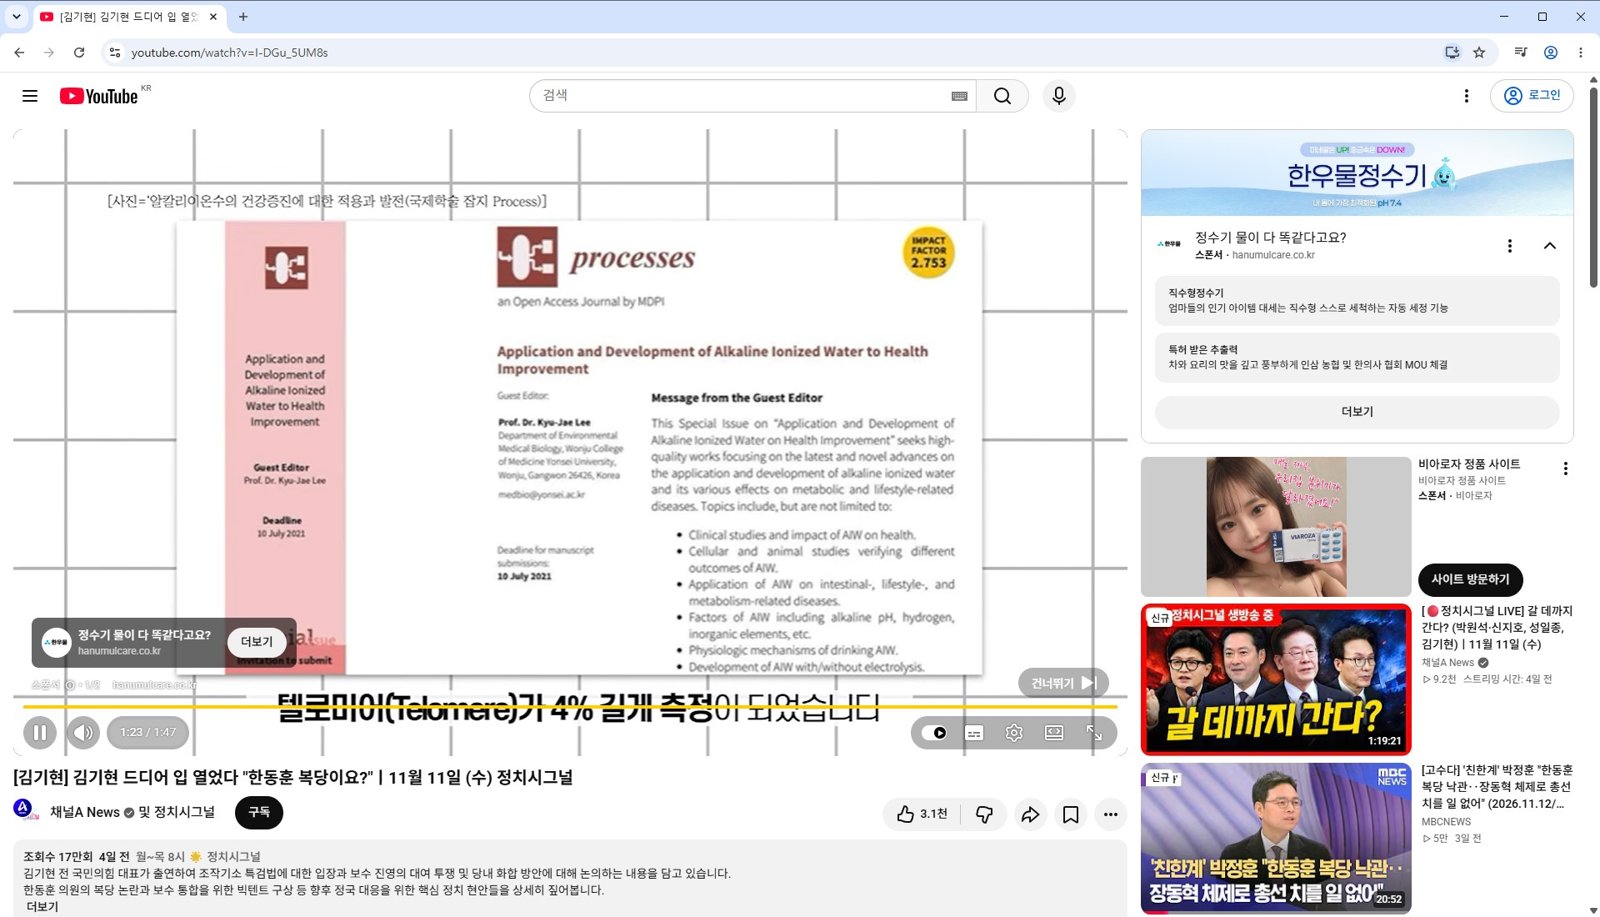 [김기현] 김기현 드디어 입 열었
youtube.com/watch?v=I-DGu_5UM8s
YouTube KR
검색
로그인
[사진='알칼리이온수의 건강증진에 대한 적용과 발전(국제학술 잡지 Process)]
processes
IMPACT
FACTOR
2.753
an Open Access Journal by MDPI
Application and
Development of
Alkaline Ionized
Water to Health
Improvement
Guest Editor
Prof. Dr. Kyu-Jae Lee
Deadline
10 July 2021
Invitation to submit
Application and Development of Alkaline Ionized Water to Health
Improvement
Guest Editor:
Prof. Dr. Kyu-Jae Lee
Department of Environmental
Medical Biology, Wonju College
of Medicine Yonsei University,
Wonju, Gangwon 26426, Korea
medbio@yonsei.ac.kr
Deadline for manuscript
submissions:
10 July 2021
Message from the Guest Editor
This Special Issue on "Application and Development of
Alkaline Ionized Water on Health Improvement" seeks high-
quality works focusing on the latest and novel advances on
the application and development of alkaline ionized water
and its various effects on metabolic and lifestyle-related
diseases. Topics include, but are not limited to:
• Clinical studies and impact of AIW on health.
• Cellular and animal studies verifying different
outcomes of AIW.
• Application of AIW on intestinal-, lifestyle-, and
metabolism-related diseases.
• Factors of AIW including alkaline pH, hydrogen,
inorganic elements, etc.
• Physiologic mechanisms of drinking AIW.
• Development of AIW with/without electrolysis.
한우물
정수기 물이 다 똑같다고요?
hanumulcare.co.kr
더보기
스폰서 · 1/2 hanumulcare.co.kr
건너뛰기
텔로미어(Telomere)가 4% 길게 측정이 되었습니다
1:23 / 1:47
[김기현] 김기현 드디어 입 열었다 "한동훈 복당이요?"ㅣ11월 11일 (수) 정치시그널
채널A News 및 정치시그널
구독
3.1천
조회수 17만회 4일 전 월~목 8시 정치시그널
김기현 전 국민의힘 대표가 출연하여 조작기소 특검법에 대한 입장과 보수 진영의 대여 투쟁 및 당내 화합 방안에 대해 논의하는 내용을 담고 있습니다.
한동훈 의원의 복당 논란과 보수 통합을 위한 빅텐트 구상 등 향후 정국 대응을 위한 핵심 정치 현안들을 상세히 짚어봅니다.
더보기
UP! DOWN!
한우물정수기
내 몸에 가장 최적화된 pH 7.4
한우물
정수기 물이 다 똑같다고요?
스폰서 · hanumulcare.co.kr
직수형정수기
엄마들의 인기 아이템 대세는 직수형 스스로 세척하는 자동 세정 기능
특허 받은 추출력
차와 요리의 맛을 깊고 풍부하게 인삼 농협 및 한의사 협회 MOU 체결
더보기
VIAROZA
비아로자 정품 사이트
비아로자 정품 사이트
스폰서 · 비아로자
사이트 방문하기
신규
정치시그널 생방송 중
갈 데까지 간다?
1:19:21
[🔴정치시그널 LIVE] 갈 데까지
간다? (박원석·신지호, 성일종,
김기현)ㅣ11월 11일 (수)
채널A News
9.2천 스트리밍 시간: 4일 전
신규
MBC
NEWS
'친한계' 박정훈 "한동훈 복당 낙관‥
장동혁 체제로 총선 치를 일 없어"
20:52
[고수다] '친한계' 박정훈 "한동훈
복당 낙관‥장동혁 체제로 총선
치를 일 없어" (2026.11.12/...
MBCNEWS
5만 3일 전